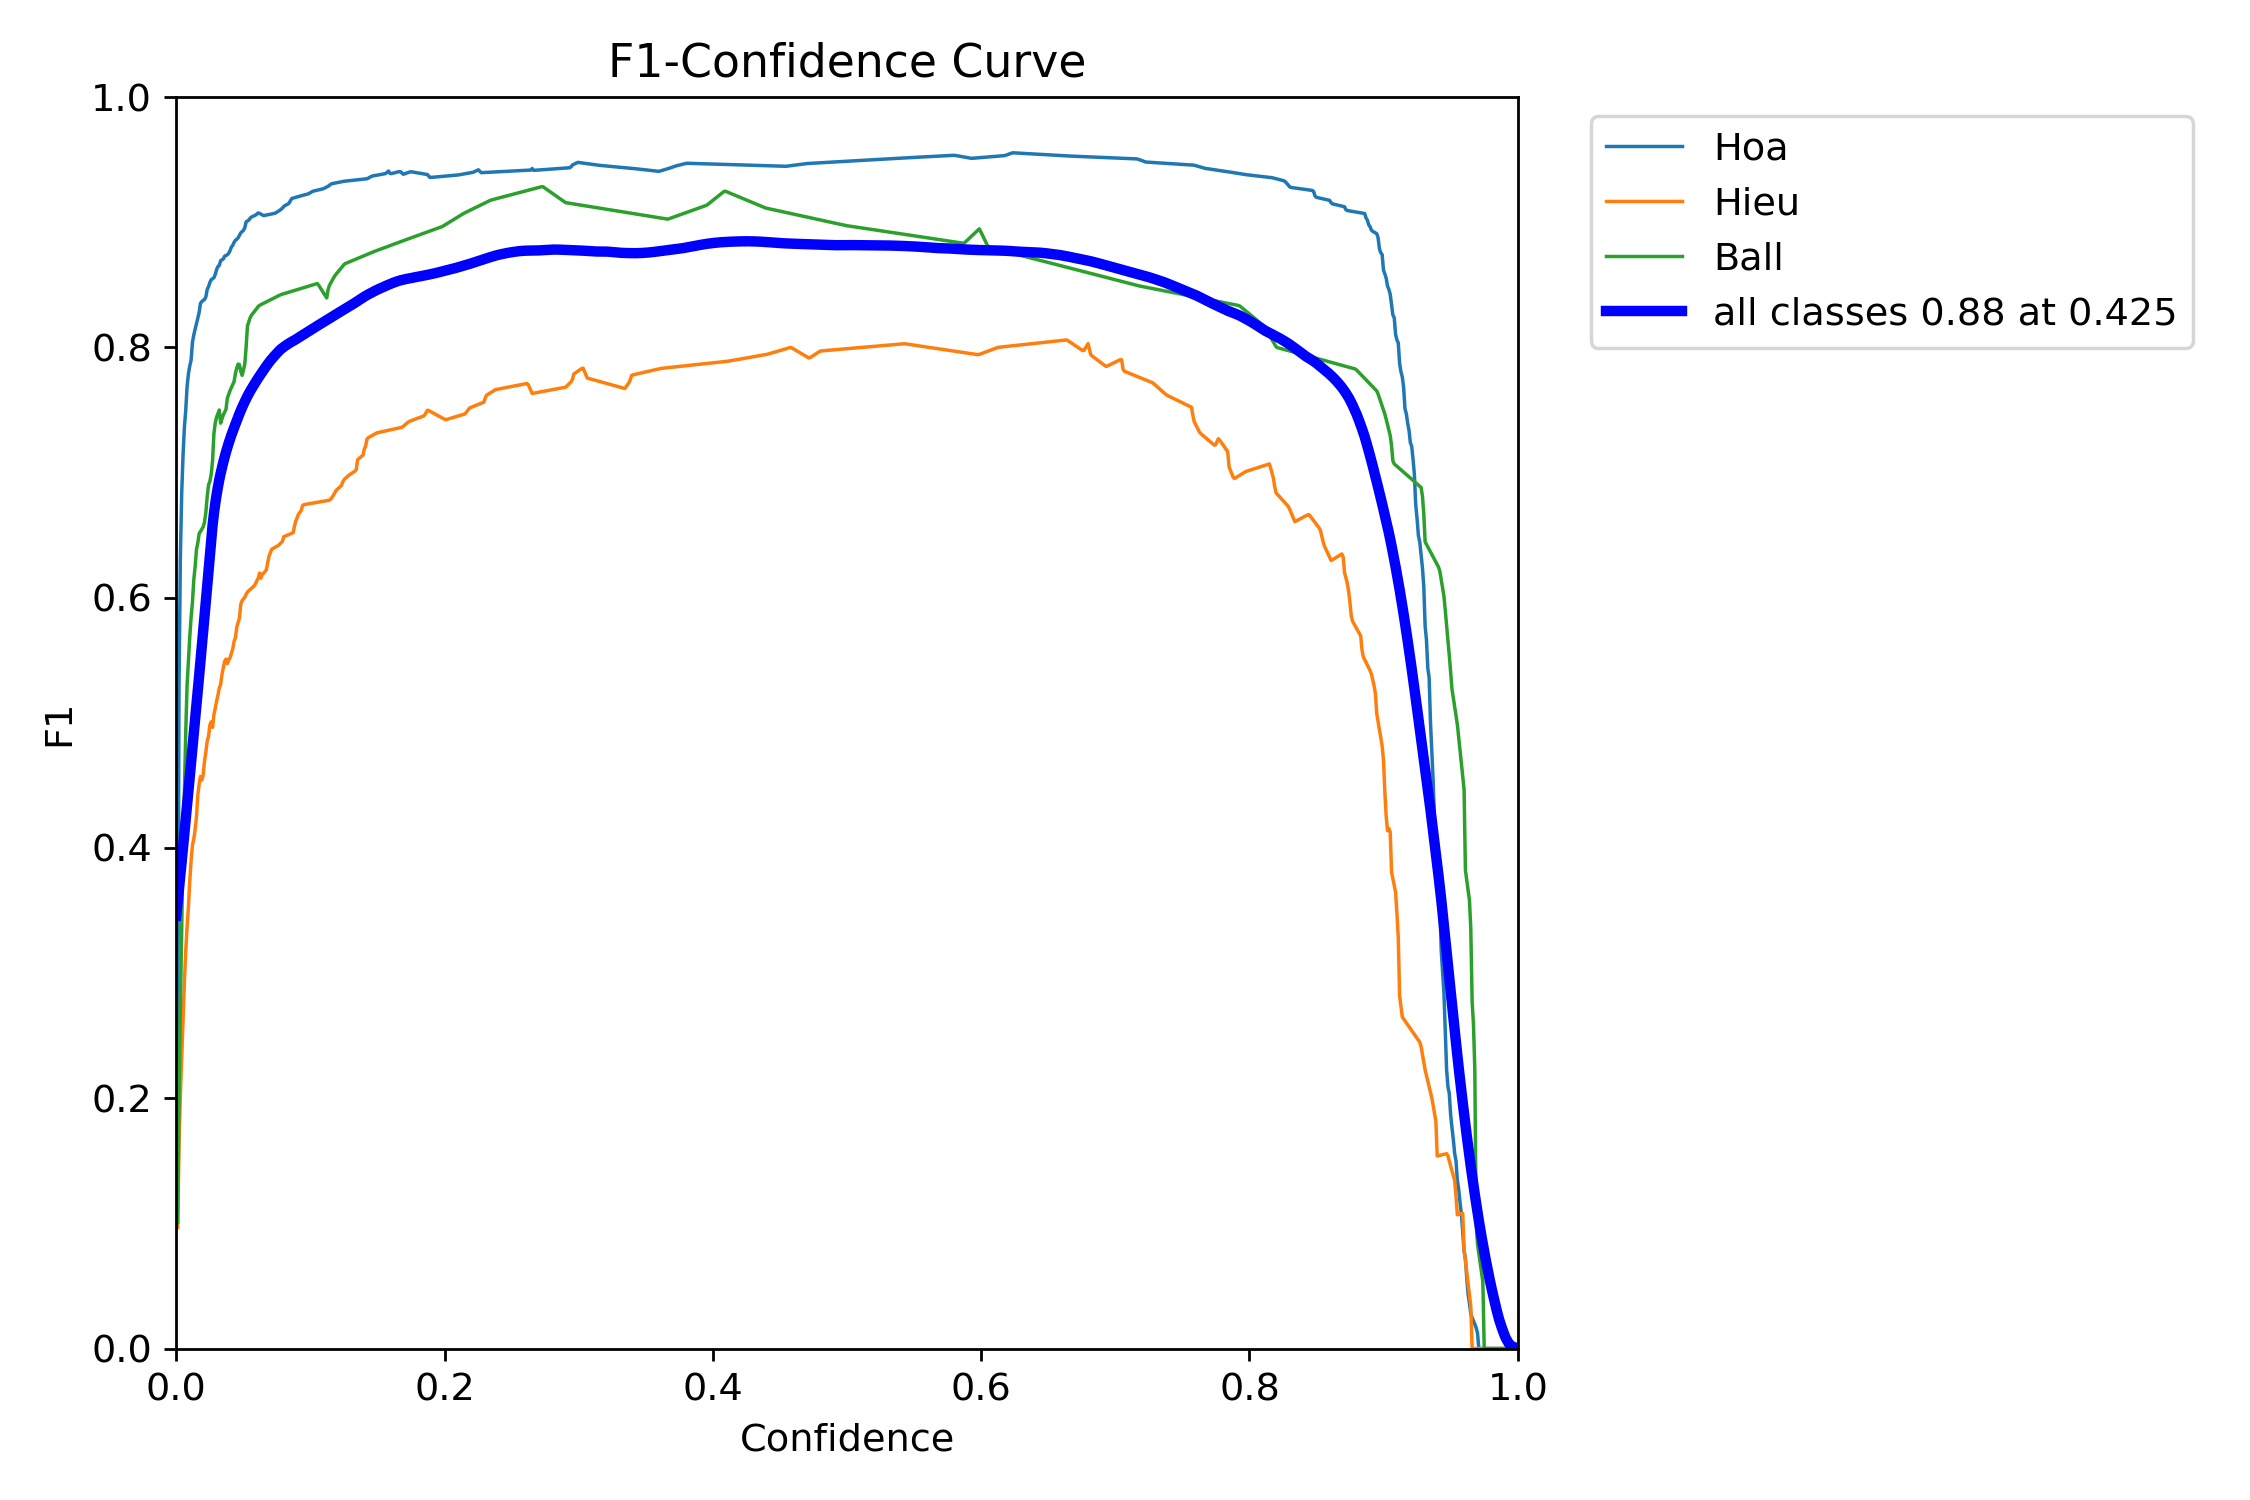 F1-Confidence Curve
1.0
0.8
0.6
0.4
0.2
0.0
F1
0.0 0.2 0.4 0.6 0.8 1.0
Confidence
Hoa
Hieu
Ball
all classes 0.88 at 0.425